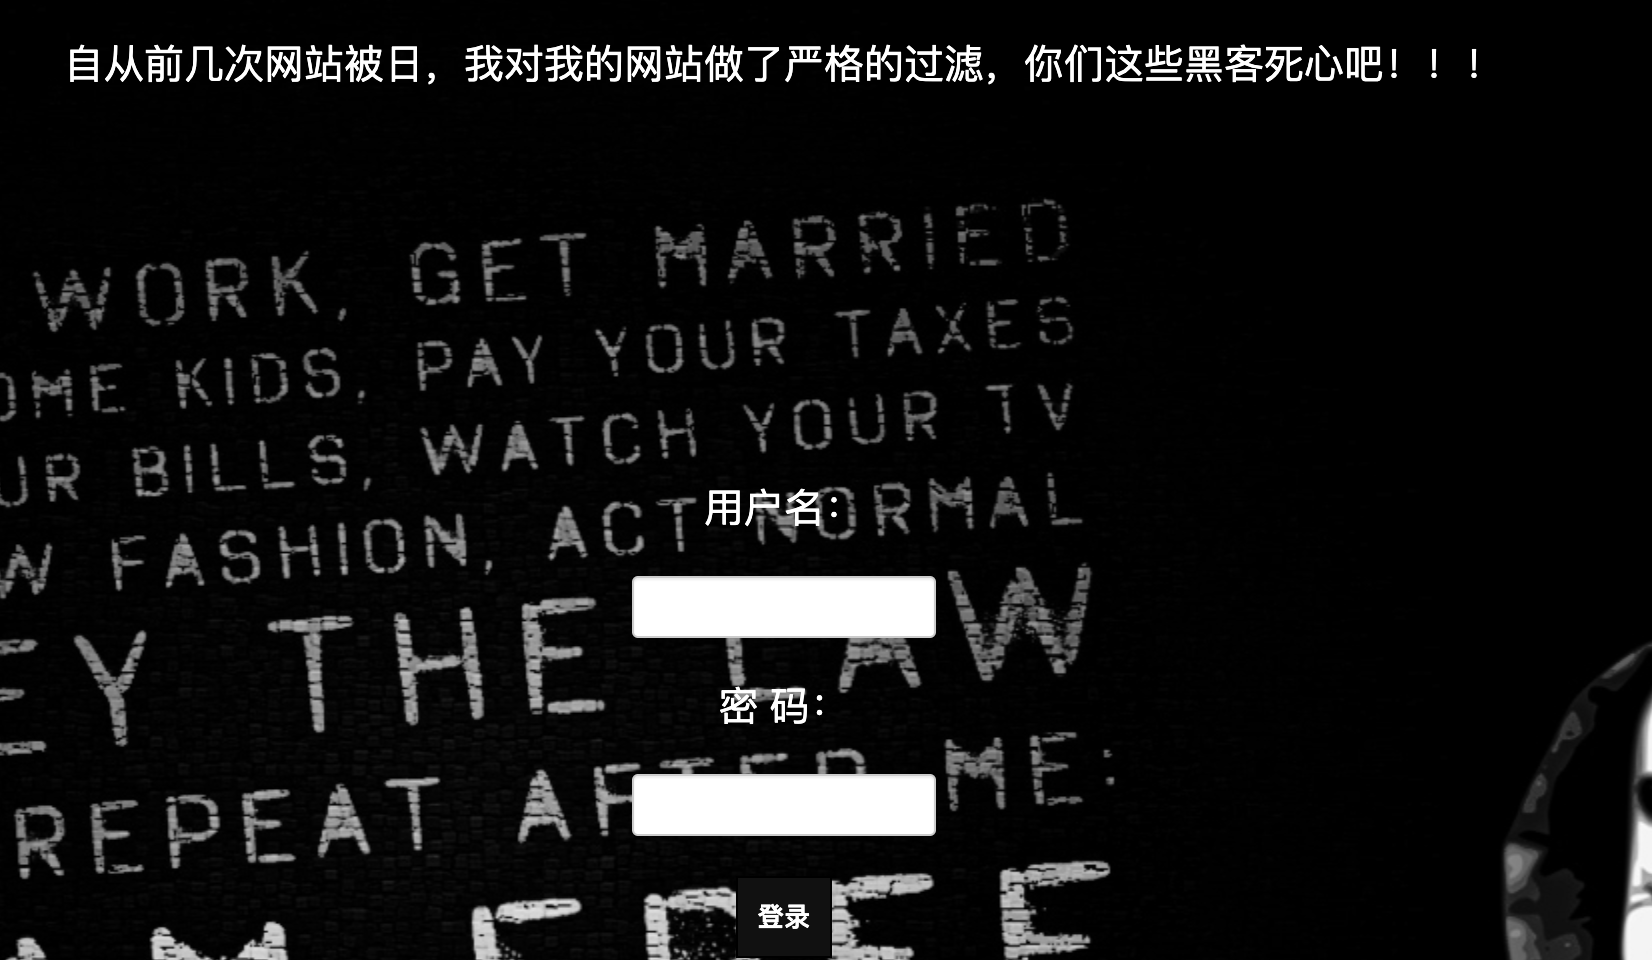 自从前几次网站被日，我对我的网站做了严格的过滤，你们这些黑客死心吧！！！
WORK, GET MARRIED
OME KIDS, PAY YOUR TAXES
UR BILLS, WATCH YOUR TV
W FASHION, ACT NORMAL
用户名：
EY THE LAW
密 码：
REPEAT AFTER ME:
AM FREE
登录